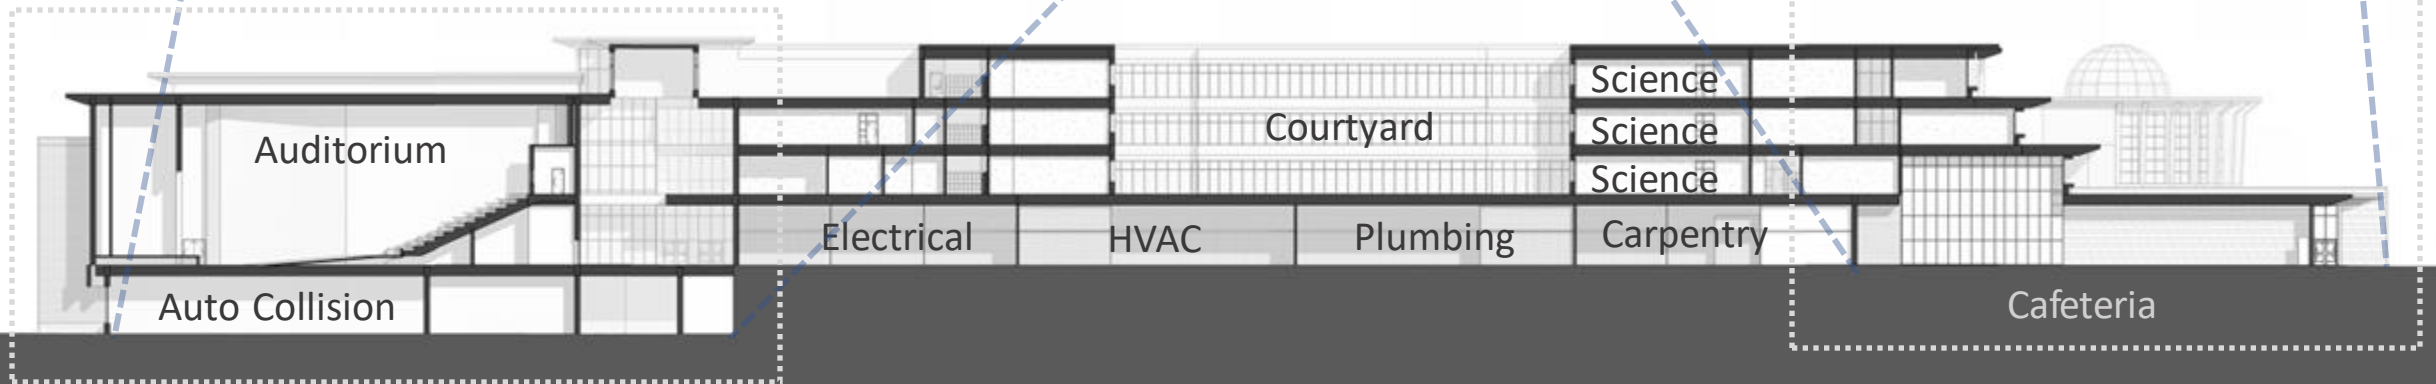 Auditorium
Courtyard
Science
Science
Science
Electrical
HVAC
Plumbing
Carpentry
Auto Collision
Cafeteria